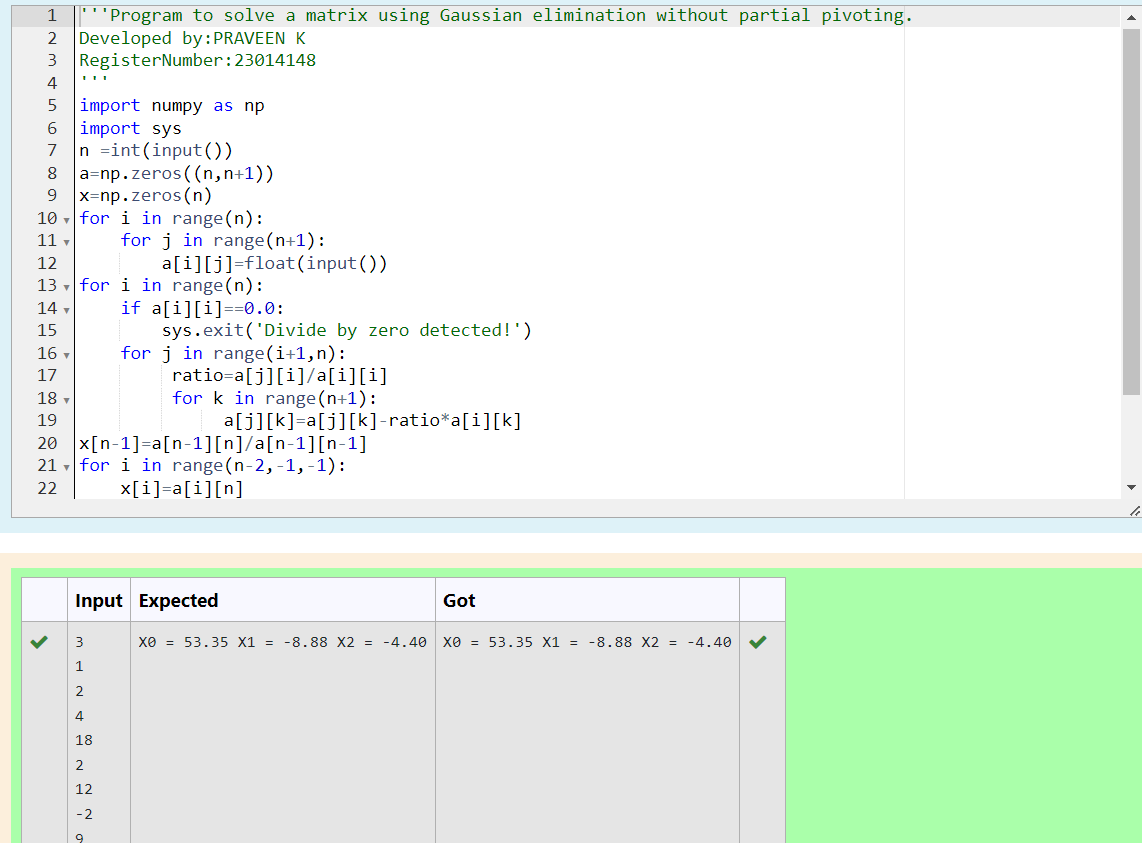 1 '''Program to solve a matrix using Gaussian elimination without partial pivoting.
2 Developed by:PRAVEEN K
3 RegisterNumber:23014148
4 '''
5 import numpy as np
6 import sys
7 n =int(input())
8 a=np.zeros((n,n+1))
9 x=np.zeros(n)
10 for i in range(n):
11     for j in range(n+1):
12         a[i][j]=float(input())
13 for i in range(n):
14     if a[i][i]==0.0:
15         sys.exit('Divide by zero detected!')
16     for j in range(i+1,n):
17          ratio=a[j][i]/a[i][i]
18          for k in range(n+1):
19               a[j][k]=a[j][k]-ratio*a[i][k]
20 x[n-1]=a[n-1][n]/a[n-1][n-1]
21 for i in range(n-2,-1,-1):
22     x[i]=a[i][n]
Input Expected Got
3 X0 = 53.35 X1 = -8.88 X2 = -4.40 X0 = 53.35 X1 = -8.88 X2 = -4.40
1
2
4
18
2
12
-2
9